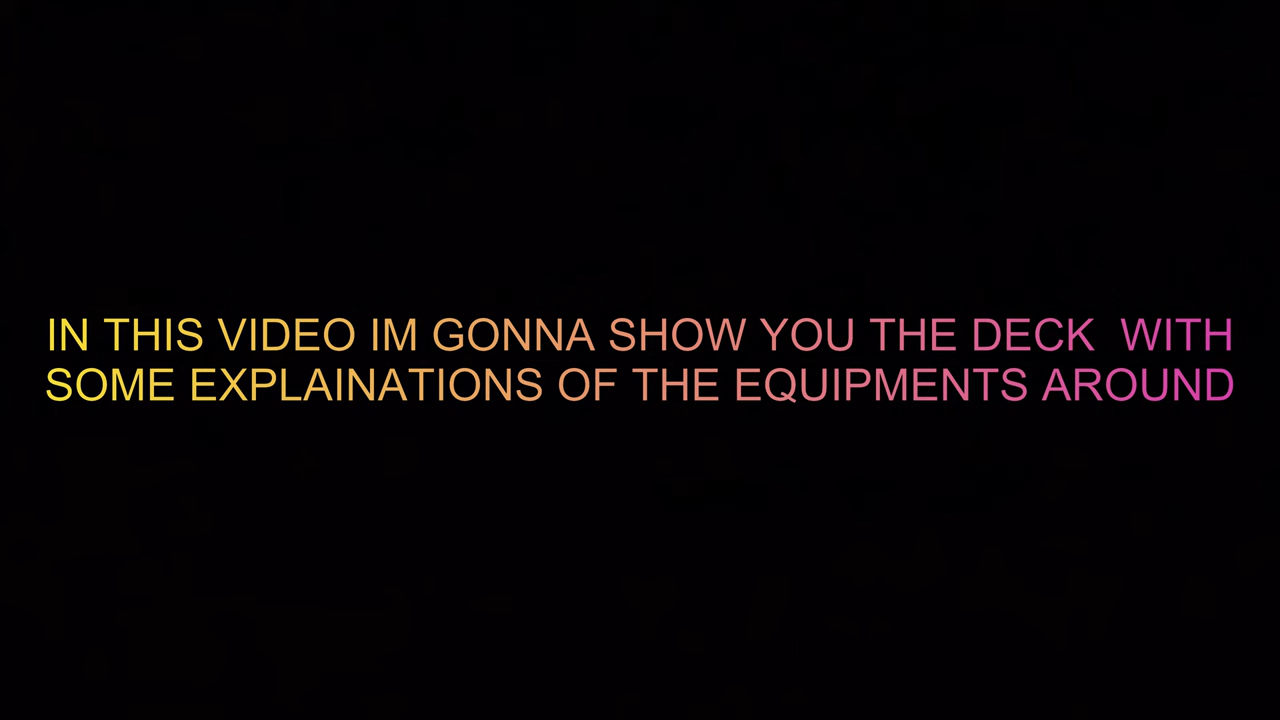 IN THIS VIDEO IM GONNA SHOW YOU THE DECK  WITH
SOME EXPLAINATIONS OF THE EQUIPMENTS AROUND